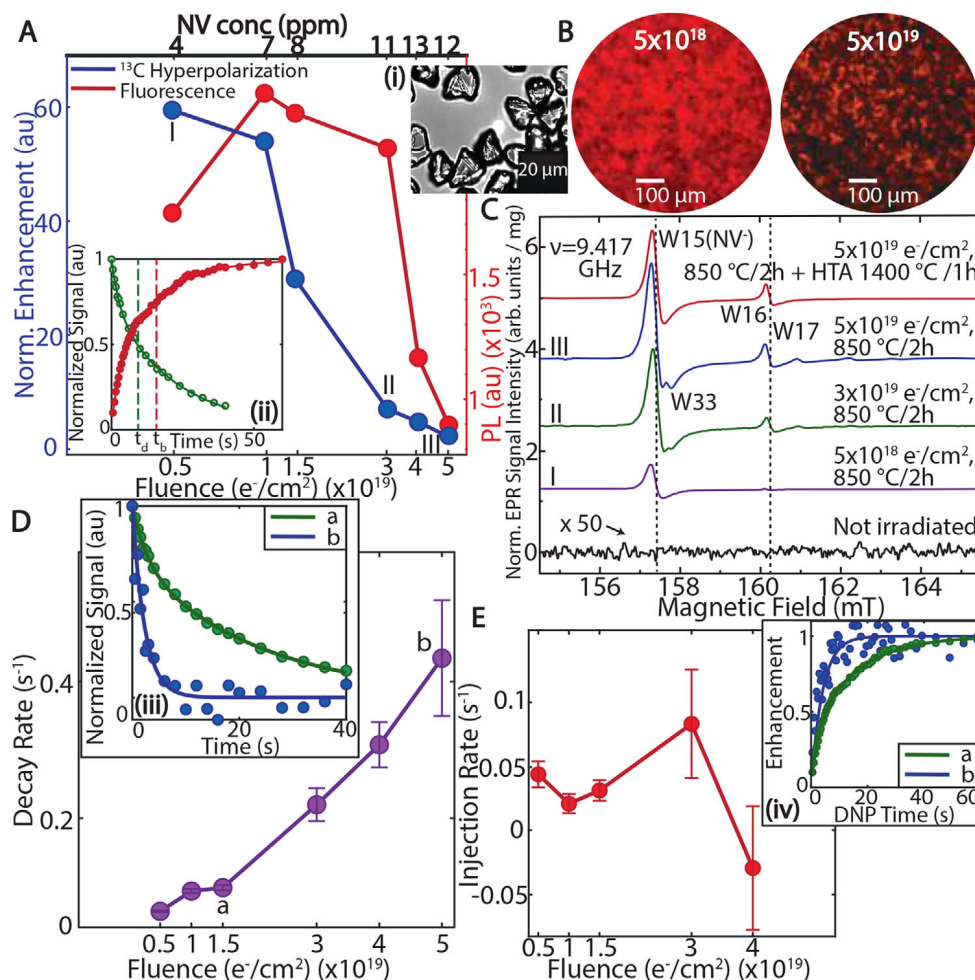 A
NV conc (ppm)
4 7 8 11 13 12
¹³C Hyperpolarization
Fluorescence
(i)
20 µm
Norm. Enhancement (au)
60
40
20
0
I
II
III
PL (au) (x10³)
1.5
1
Normalized Signal (au)
1
0.5
0
(ii)
0 t_d t_b Time (s) 50
0.5 1 1.5 3 4 5
Fluence (e⁻/cm²) (x10¹⁹)
B
5x10¹⁸
100 µm
5x10¹⁹
100 µm
C
Norm. EPR Signal Intensity (arb. units / mg)
6
4
2
0
ν=9.417
GHz
W15(NV⁻)
5x10¹⁹ e⁻/cm²,
850 °C/2h + HTA 1400 °C /1h
W16
W17
III
5x10¹⁹ e⁻/cm²,
850 °C/2h
W33
II
3x10¹⁹ e⁻/cm²,
850 °C/2h
I
5x10¹⁸ e⁻/cm²,
850 °C/2h
x 50
Not irradiated
156 158 160 162 164
Magnetic Field (mT)
D
Decay Rate (s⁻¹)
0.4
0.2
0
Normalized Signal (au)
1
0.5
0
a
b
(iii)
0 20 40
Time (s)
b
a
0.5 1 1.5 3 4 5
Fluence (e⁻/cm²) (x10¹⁹)
E
Injection Rate (s⁻¹)
0.1
0.05
0
-0.05
Enhancement
1
0.5
0
a
b
(iv)
0 20 40 60
DNP Time (s)
0.5 1 1.5 3 4
Fluence (e⁻/cm²) (x10¹⁹)